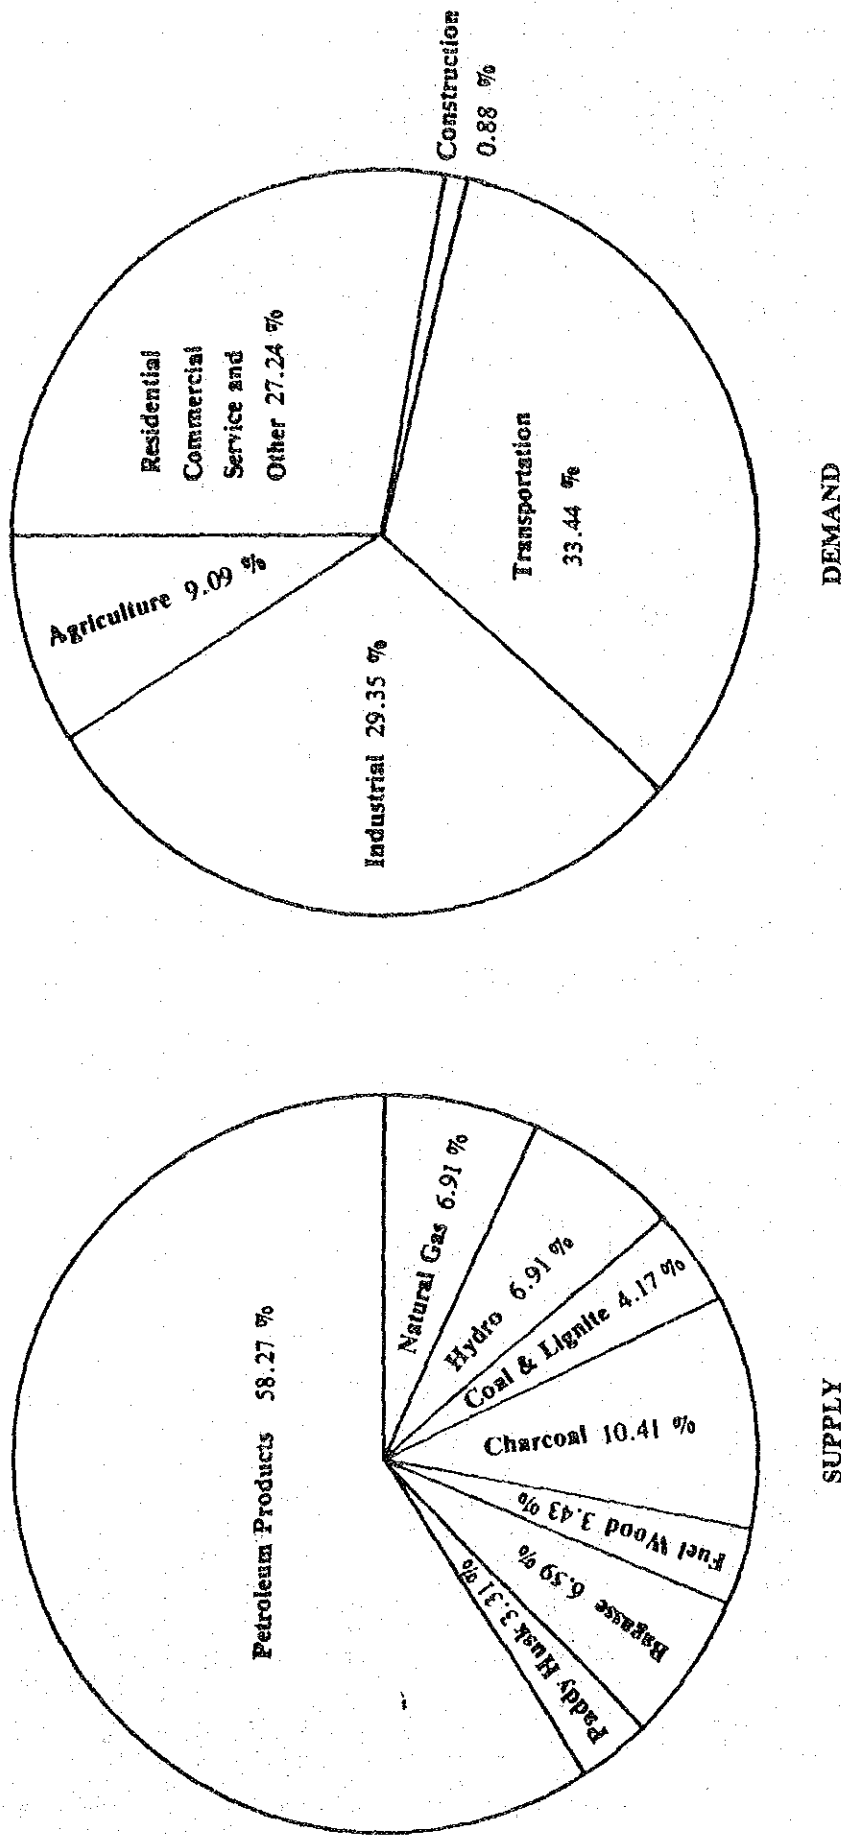 Petroleum Products 58.27 %
Natural Gas 6.91 %
Hydro 6.91 %
Coal & Lignite 4.17 %
Charcoal 10.41 %
Fuel Wood 3.43 %
Bagasse 6.59 %
Paddy Husk 3.31 %
SUPPLY
Residential
Commercial
Service and
Other 27.24 %
Construction
0.88 %
Transportation
33.44 %
Industrial 29.35 %
Agriculture 9.09 %
DEMAND